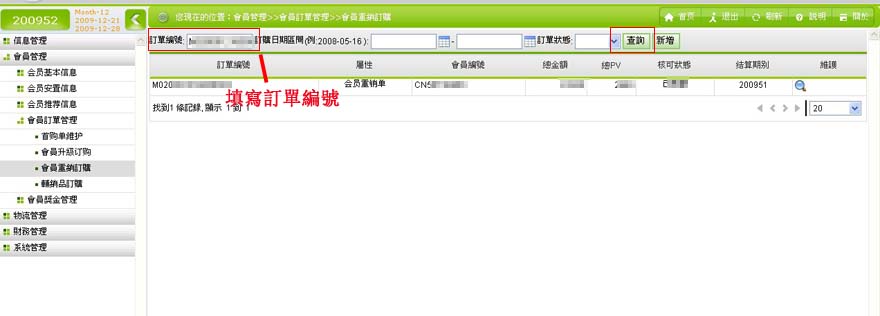 200952
Month-12
2009-12-21
2009-12-28
您現在的位置：會員管理>>會員訂單管理>>會員重銷訂購
首頁 退出 刷新 說明 關於
信息管理
會員管理
会员基本信息
会员安置信息
会员推荐信息
會員訂單管理
首购单维护
會員升級订购
會員重銷訂購
輔銷品訂購
會員獎金管理
物流管理
財務管理
系統管理
訂單編號: 訂購日期區間(例:2008-05-16): - 訂單狀態: 查詢 新增
訂單編號 屬性 會員編號 總金額 總PV 核可狀態 結算期別 維護
M020 会员重销单 CN5 200951
找到1 條記錄,顯示 1 到 1
20
填寫訂單編號